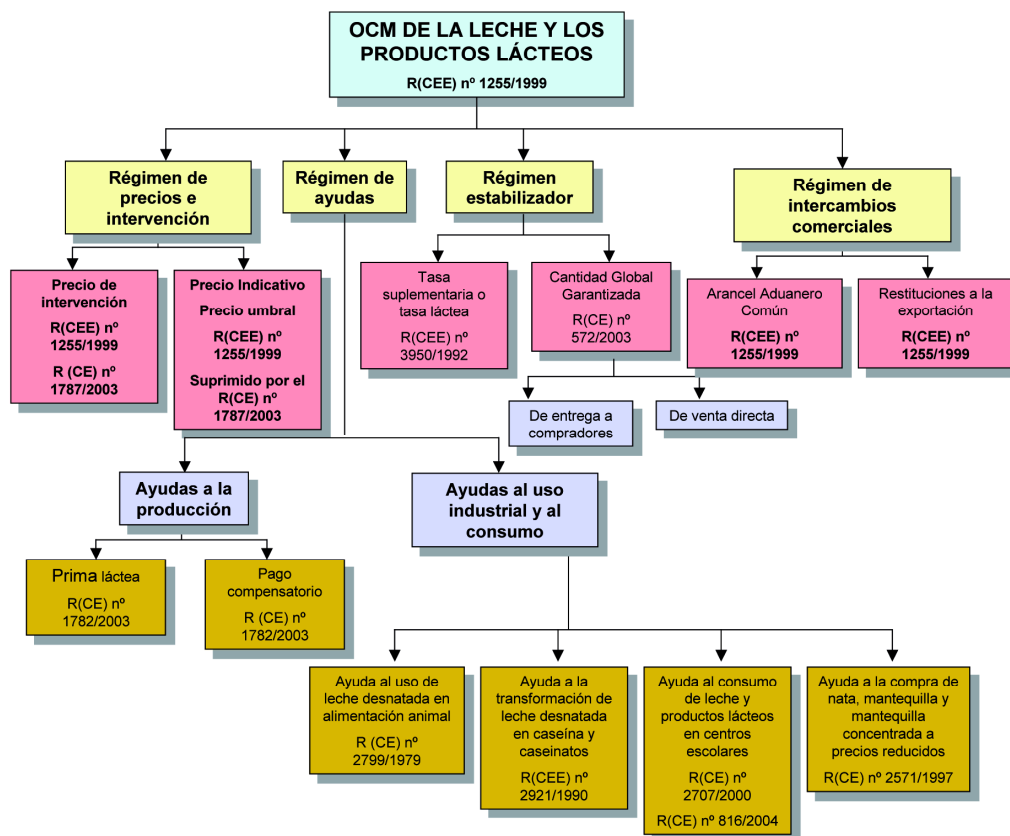 OCM DE LA LECHE Y LOS
PRODUCTOS LÁCTEOS
R(CEE) nº 1255/1999
Régimen de
precios e
intervención
Régimen de
ayudas
Régimen
estabilizador
Régimen de
intercambios
comerciales
Precio de
intervención
R(CEE) nº
1255/1999
R (CE) nº
1787/2003
Precio Indicativo
Precio umbral
R(CEE) nº
1255/1999
Suprimido por el
R(CE) nº
1787/2003
Tasa
suplementaria o
tasa láctea
R(CEE) nº
3950/1992
Cantidad Global
Garantizada
R(CE) nº
572/2003
Arancel Aduanero
Común
R(CEE) nº
1255/1999
Restituciones a la
exportación
R(CEE) nº
1255/1999
De entrega a
compradores
De venta directa
Ayudas a la
producción
Ayudas al uso
industrial y al
consumo
Prima láctea
R(CE) nº
1782/2003
Pago
compensatorio
R (CE) nº
1782/2003
Ayuda al uso de
leche desnatada en
alimentación animal
R (CE) nº
2799/1979
Ayuda a la
transformación de
leche desnatada
en caseína y
caseinatos
R(CEE) nº
2921/1990
Ayuda al consumo
de leche y
productos lácteos
en centros
escolares
R(CE) nº
2707/2000
R(CE) nº 816/2004
Ayuda a la compra de
nata, mantequilla y
mantequilla
concentrada a
precios reducidos
R(CE) nº 2571/1997